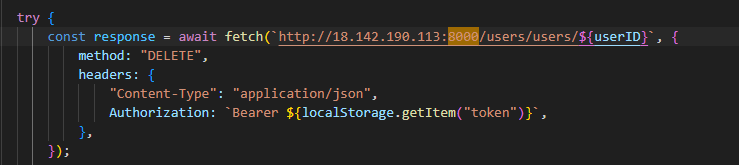 try {
const response = await fetch(`http://18.142.190.113:8000/users/users/${userID}`, {
method: "DELETE",
headers: {
"Content-Type": "application/json",
Authorization: `Bearer ${localStorage.getItem("token")}`,
},
});